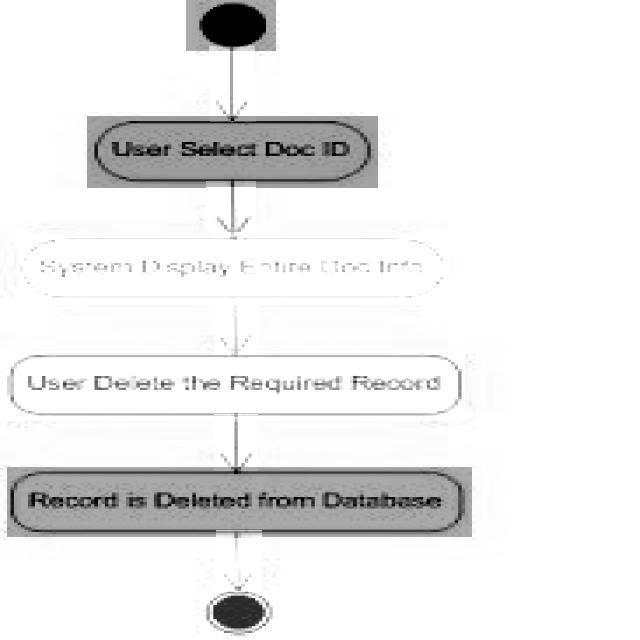 User Select Doc ID
System Display Entire Doc Info
User Delete the Required Record
Record is Deleted from Database